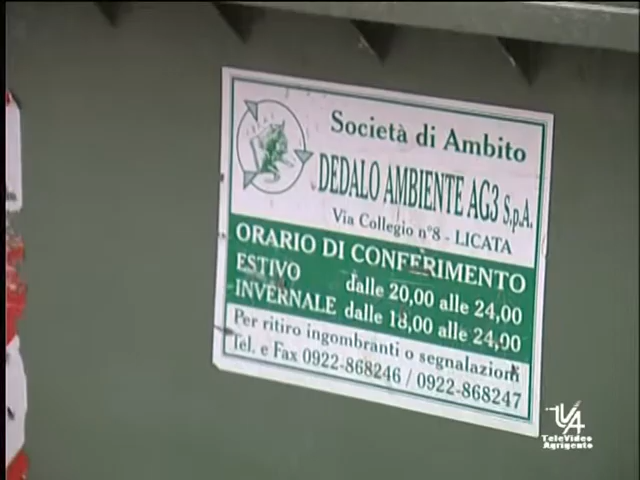 Società di Ambito
DEDALO AMBIENTE AG3 S.p.A.
Via Collegio n°8 - LICATA
ORARIO DI CONFERIMENTO
ESTIVO dalle 20,00 alle 24,00
INVERNALE dalle 18,00 alle 24,00
Per ritiro ingombranti o segnalazioni
Tel. e Fax 0922-868246 / 0922-868247
TeleVideo
Agrigento